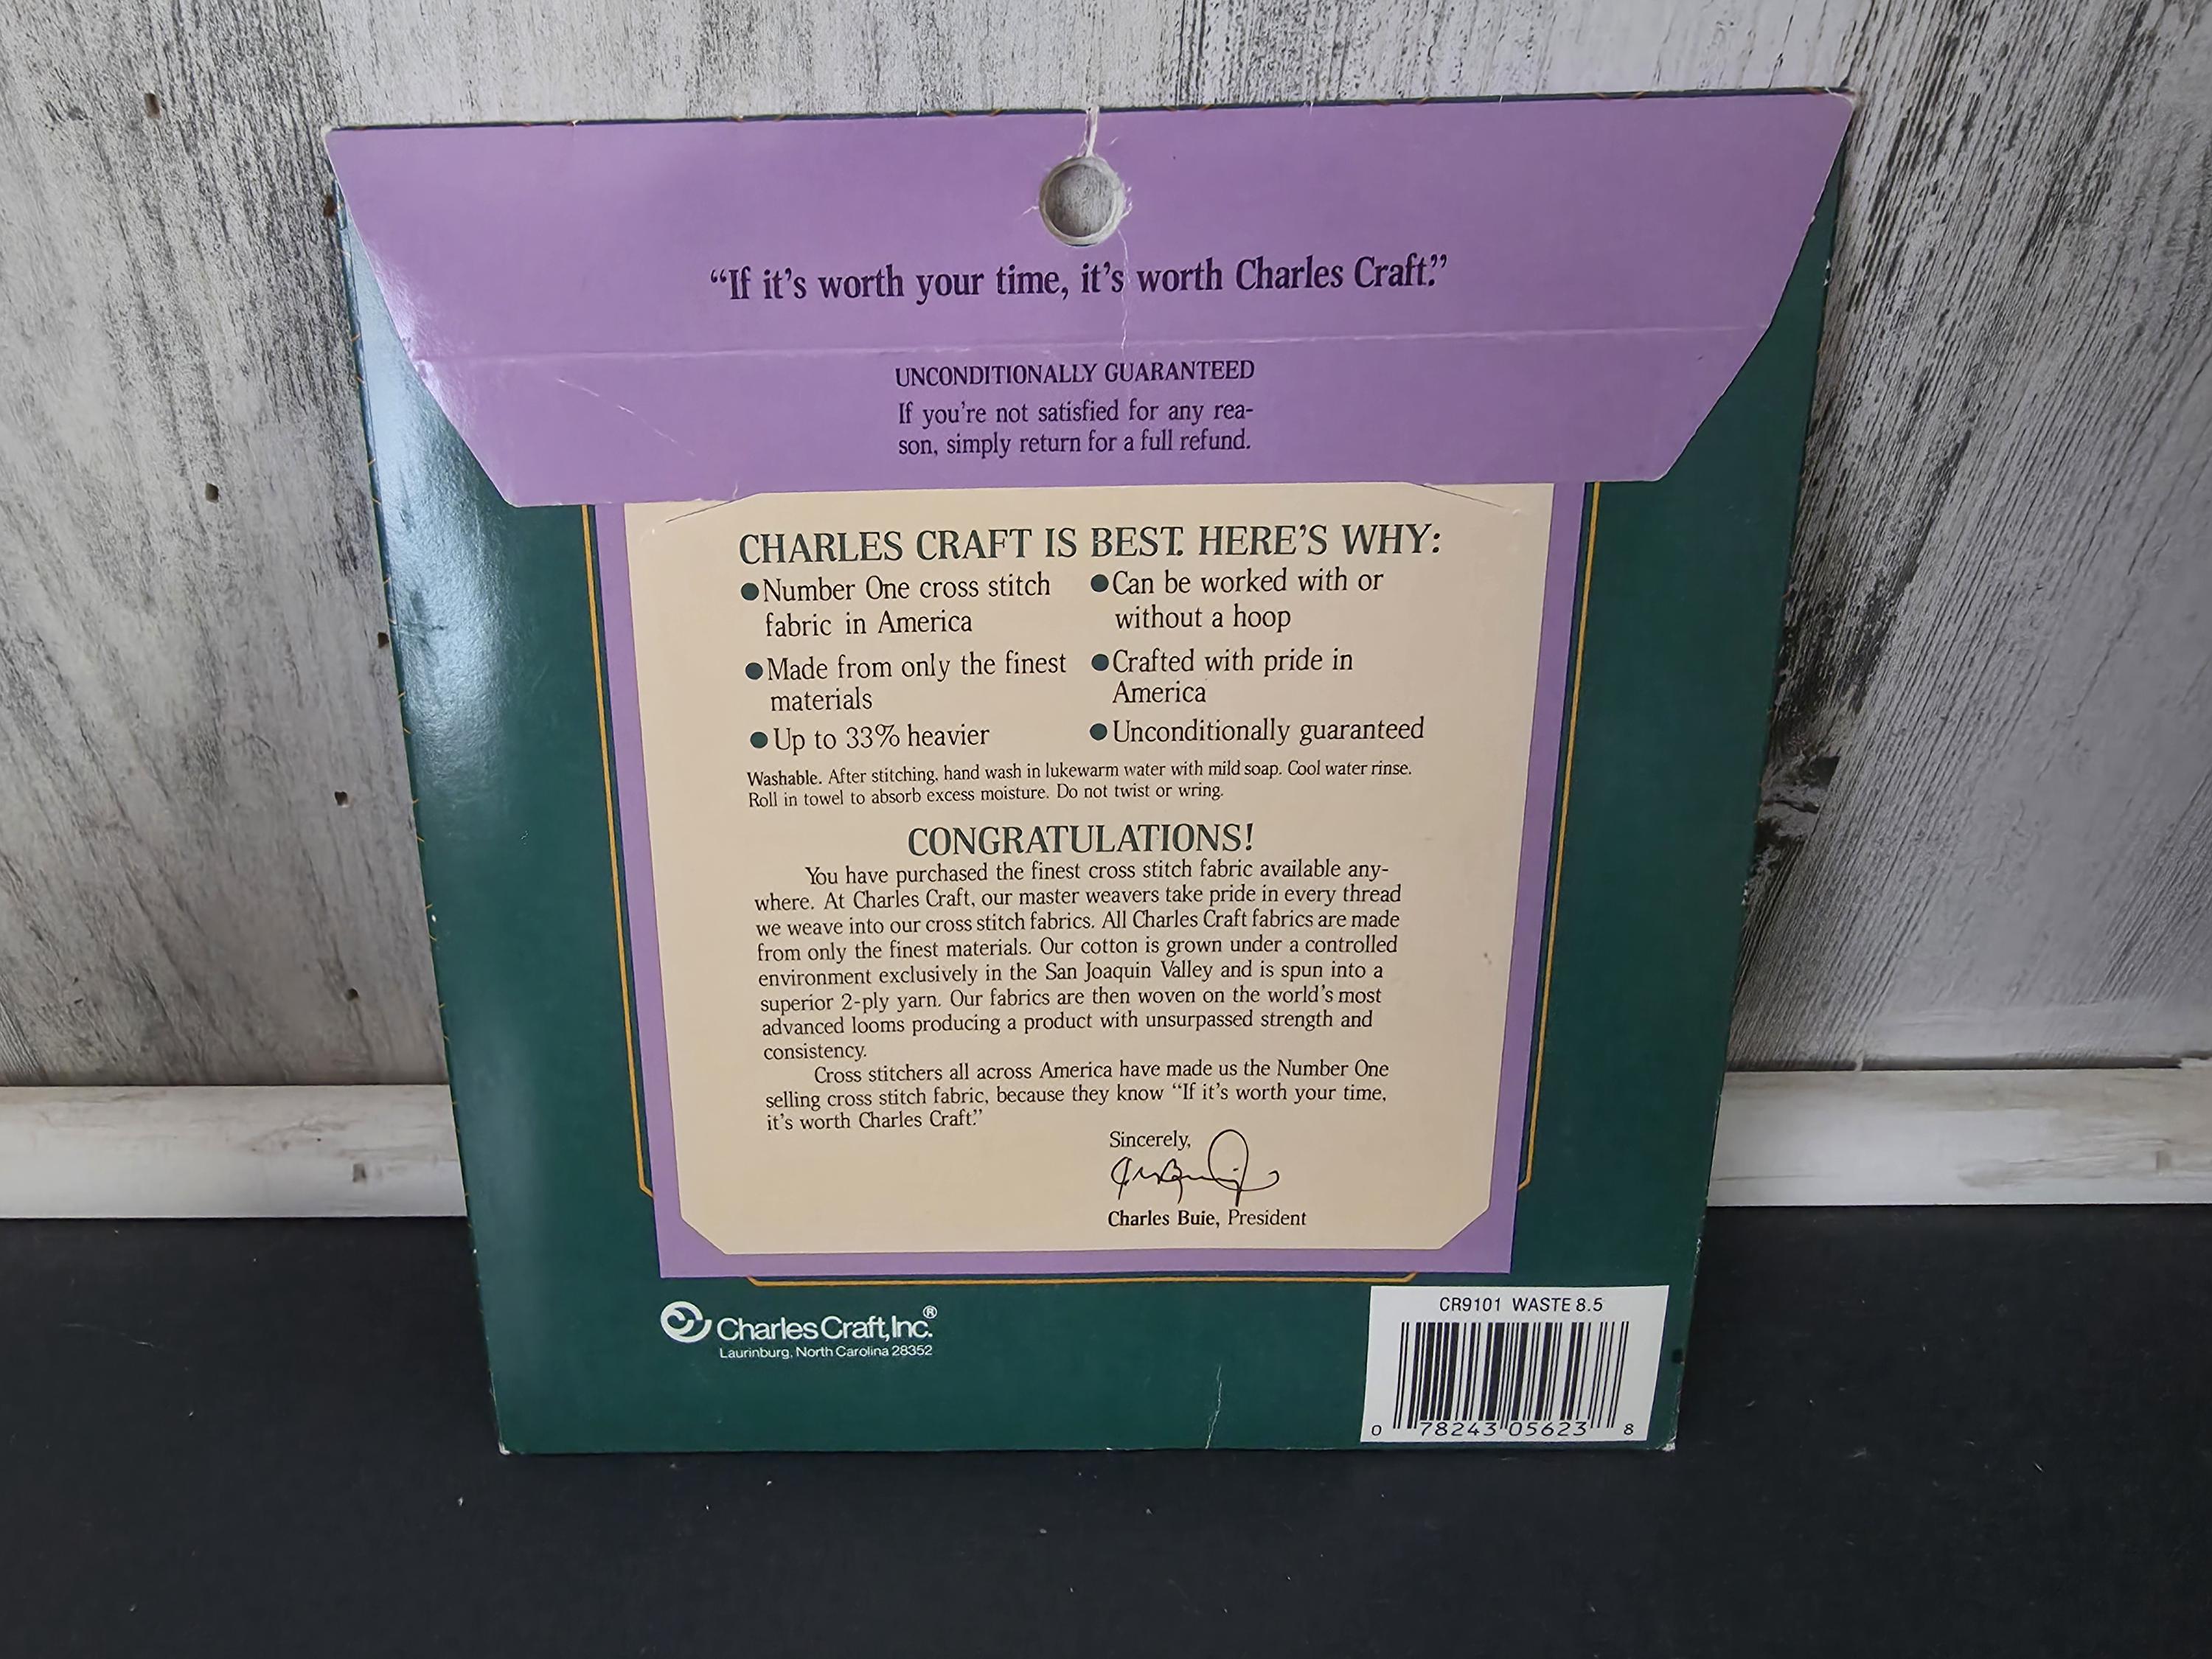 “If it’s worth your time, it’s worth Charles Craft.”
UNCONDITIONALLY GUARANTEED
If you’re not satisfied for any rea-
son, simply return for a full refund.
CHARLES CRAFT IS BEST. HERE’S WHY:
●Number One cross stitch
fabric in America
●Made from only the finest
materials
●Up to 33% heavier
●Can be worked with or
without a hoop
●Crafted with pride in
America
●Unconditionally guaranteed
Washable. After stitching, hand wash in lukewarm water with mild soap. Cool water rinse.
Roll in towel to absorb excess moisture. Do not twist or wring.
CONGRATULATIONS!
You have purchased the finest cross stitch fabric available any-
where. At Charles Craft, our master weavers take pride in every thread
we weave into our cross stitch fabrics. All Charles Craft fabrics are made
from only the finest materials. Our cotton is grown under a controlled
environment exclusively in the San Joaquin Valley and is spun into a
superior 2-ply yarn. Our fabrics are then woven on the world’s most
advanced looms producing a product with unsurpassed strength and
consistency.
Cross stitchers all across America have made us the Number One
selling cross stitch fabric, because they know “If it’s worth your time,
it’s worth Charles Craft.”
Sincerely,
Charles Buie, President
Charles Craft, Inc.®
Laurinburg, North Carolina 28352
CR9101 WASTE 8.5
0 78243 05623 8